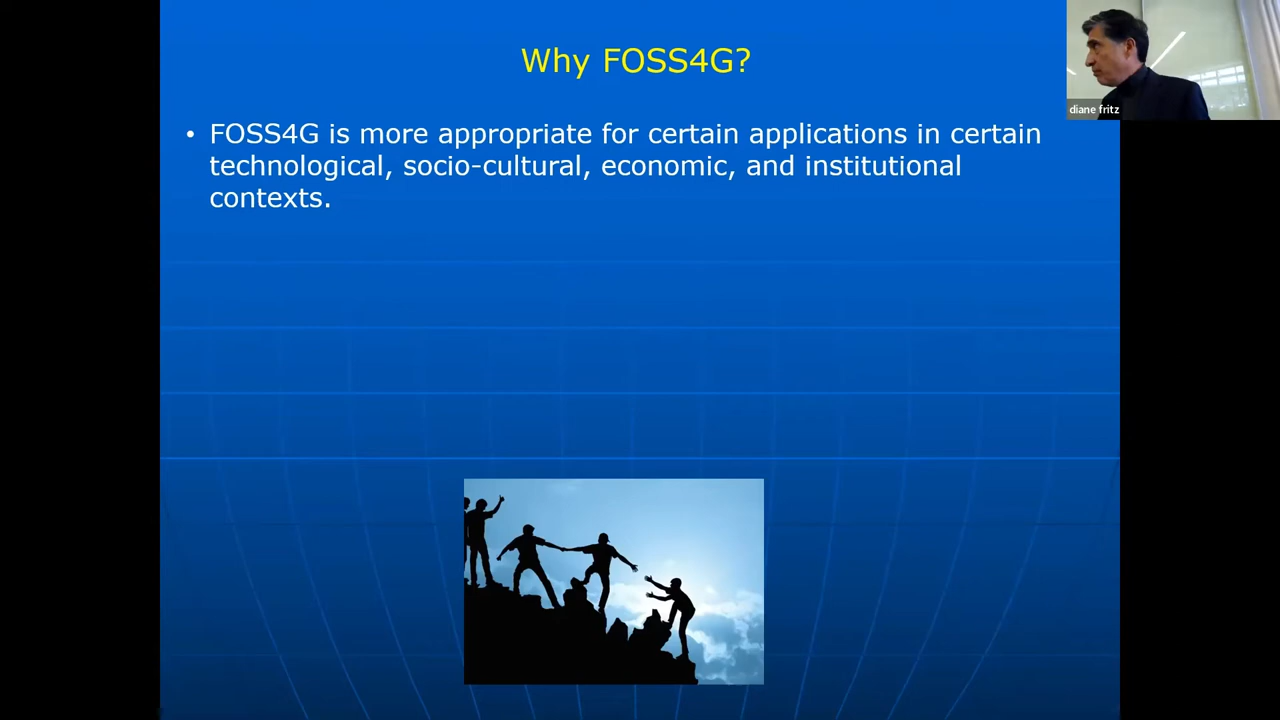 Why FOSS4G?
diane fritz
• FOSS4G is more appropriate for certain applications in certain
technological, socio-cultural, economic, and institutional
contexts.